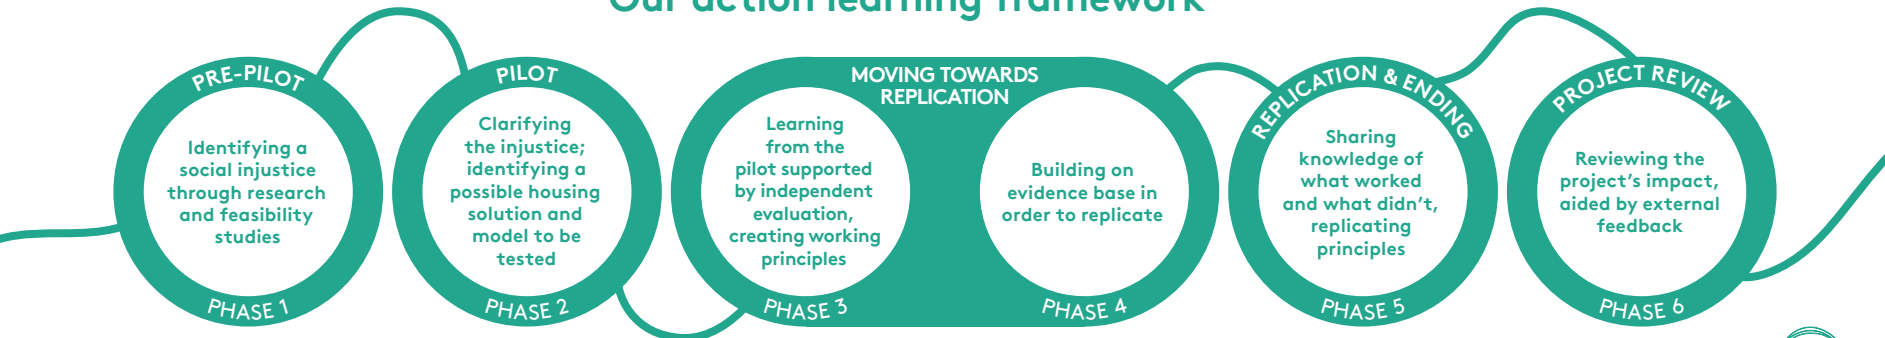 Our action learning framework
PRE-PILOT
Identifying a
social injustice
through research
and feasibility
studies
PHASE 1
PILOT
Clarifying
the injustice;
identifying a
possible housing
solution and
model to be
tested
PHASE 2
MOVING TOWARDS
REPLICATION
Learning
from the
pilot supported
by independent
evaluation,
creating working
principles
PHASE 3
Building on
evidence base in
order to replicate
PHASE 4
REPLICATION & ENDING
Sharing
knowledge of
what worked
and what didn’t,
replicating
principles
PHASE 5
PROJECT REVIEW
Reviewing the
project’s impact,
aided by external
feedback
PHASE 6